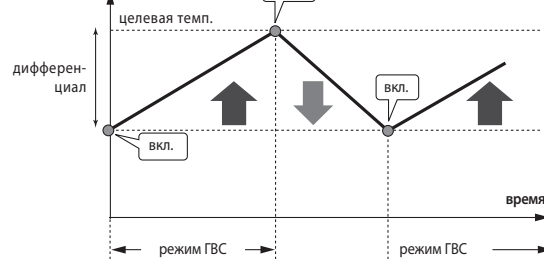 целевая темп.
дифферен-
циал
вкл.
вкл.
время
режим ГВС
режим ГВС